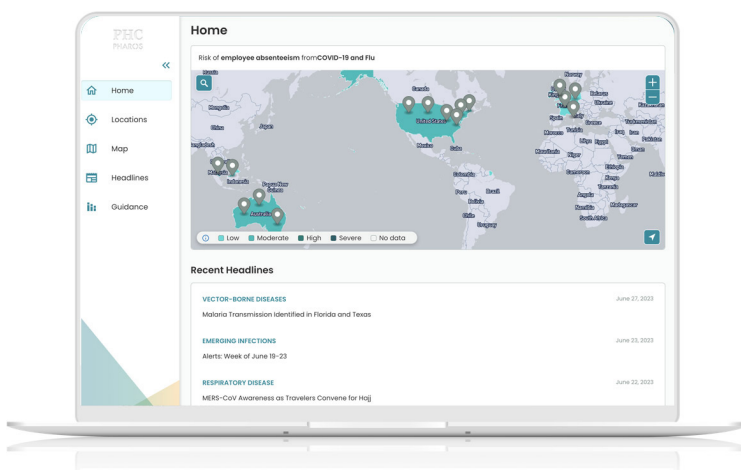 PHC
PHAROS
Home
Locations
Map
Headlines
Guidance
Home
Risk of employee absenteeism fromCOVID-19 and Flu
Russia
Mongolia
China
Japan
Indonesia
Papua New
Guinea
Australia
Canada
United States
Mexico
Cuba
Colombia
Peru
Brazil
Bolivia
Chile
Uruguay
Norway
Belarus
Ukraine
Spain
Greece
Turkmenistan
Morocco
Tunisia
Iraq
Iran
Pakistan
Libya
Egypt
Oman
Mauritania
Niger
Yemen
Ethiopia
Cameroon
Kenya
Tanzania
Angola
Namibia
Madagascar
South Africa
Low
Moderate
High
Severe
No data
Recent Headlines
VECTOR-BORNE DISEASES
June 27, 2023
Malaria Transmission Identified in Florida and Texas
EMERGING INFECTIONS
June 23, 2023
Alerts: Week of June 19-23
RESPIRATORY DISEASE
June 22, 2023
MERS-CoV Awareness as Travelers Convene for Hajj